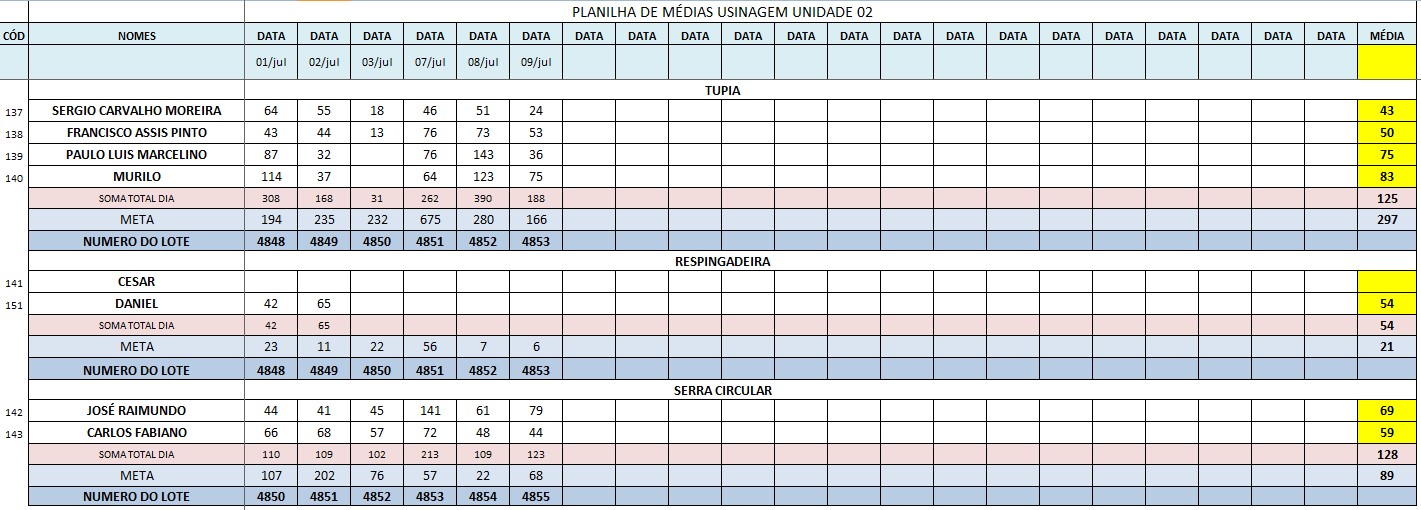 PLANILHA DE MÉDIAS USINAGEM UNIDADE 02
CÓD NOMES DATA DATA DATA DATA DATA DATA DATA DATA DATA DATA DATA DATA DATA DATA DATA DATA DATA DATA DATA DATA DATA MÉDIA
01/jul 02/jul 03/jul 07/jul 08/jul 09/jul
TUPIA
137 SERGIO CARVALHO MOREIRA 64 55 18 46 51 24 43
138 FRANCISCO ASSIS PINTO 43 44 13 76 73 53 50
139 PAULO LUIS MARCELINO 87 32 76 143 36 75
140 MURILO 114 37 64 123 75 83
SOMA TOTAL DIA 308 168 31 262 390 188 125
META 194 235 232 675 280 166 297
NUMERO DO LOTE 4848 4849 4850 4851 4852 4853
RESPINGADEIRA
141 CESAR
151 DANIEL 42 65 54
SOMA TOTAL DIA 42 65 54
META 23 11 22 56 7 6 21
NUMERO DO LOTE 4848 4849 4850 4851 4852 4853
SERRA CIRCULAR
142 JOSÉ RAIMUNDO 44 41 45 141 61 79 69
143 CARLOS FABIANO 66 68 57 72 48 44 59
SOMA TOTAL DIA 110 109 102 213 109 123 128
META 107 202 76 57 22 68 89
NUMERO DO LOTE 4850 4851 4852 4853 4854 4855